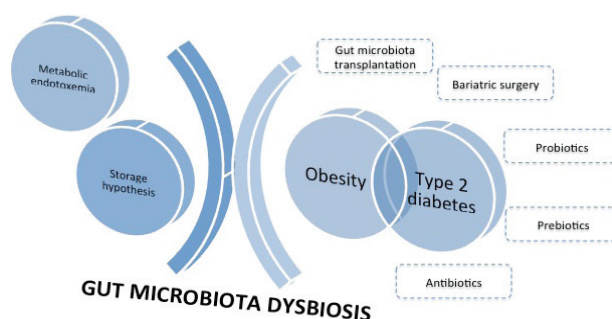 Metabolic
endotoxemia
Storage
hypothesis
Gut microbiota
transplantation
Bariatric surgery
Obesity
Type 2
diabetes
Probiotics
Prebiotics
Antibiotics
GUT MICROBIOTA DYSBIOSIS